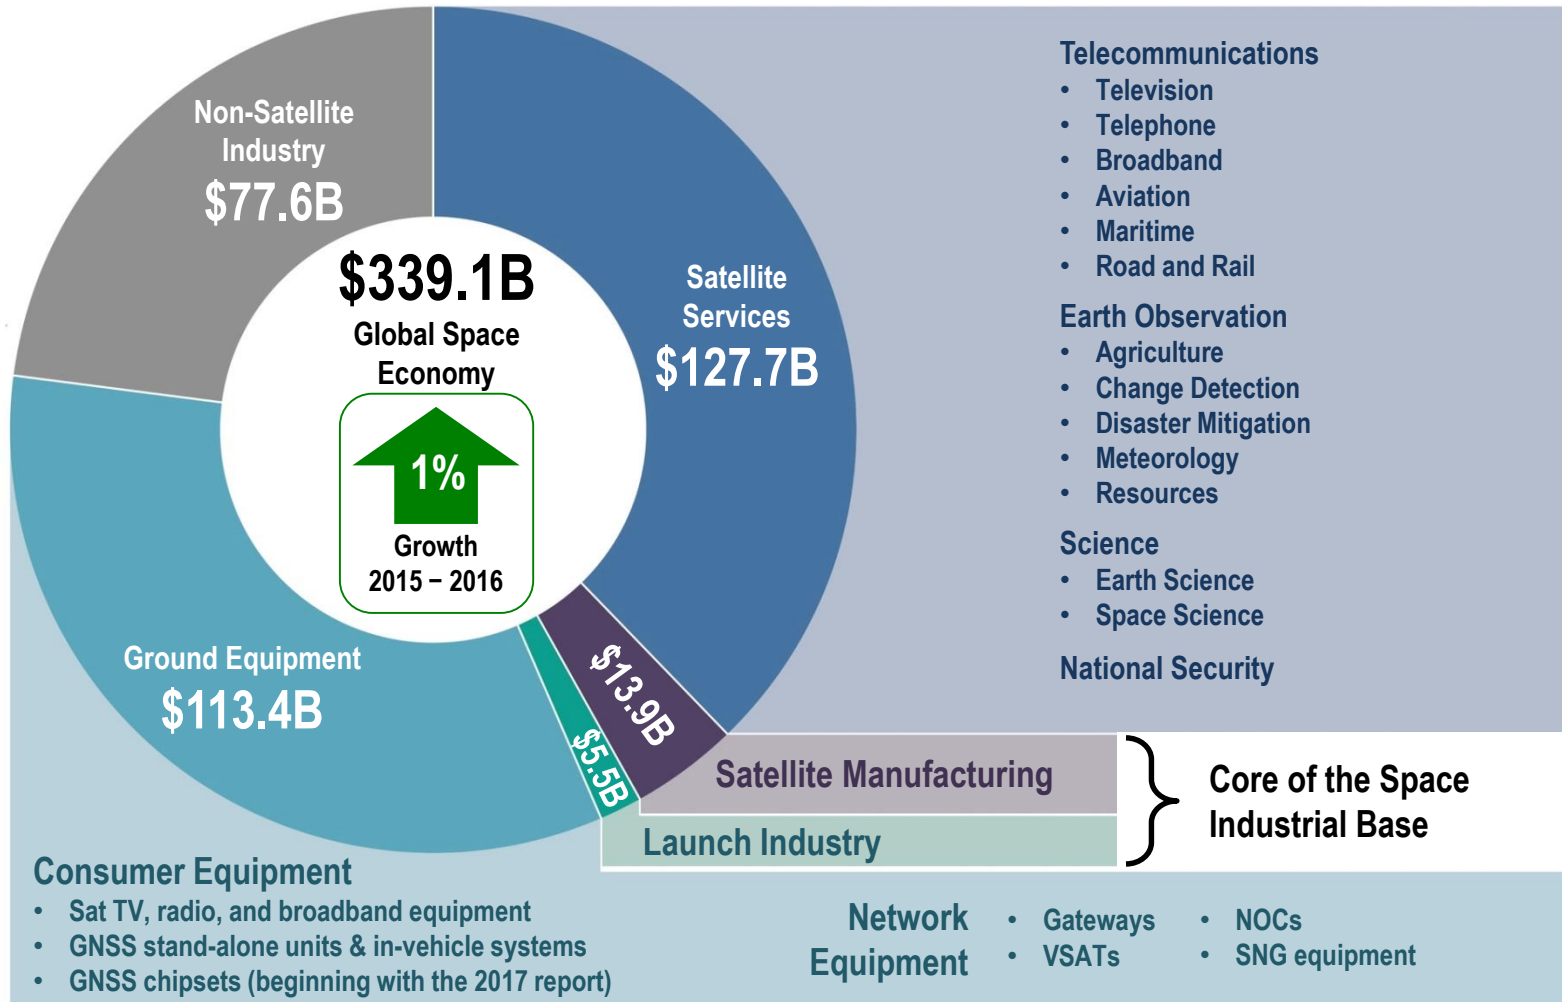 Non-Satellite
Industry
$77.6B
$339.1B
Global Space
Economy
1%
Growth
2015 – 2016
Satellite
Services
$127.7B
Ground Equipment
$113.4B
$13.9B
$5.5B
Telecommunications
• Television
• Telephone
• Broadband
• Aviation
• Maritime
• Road and Rail
Earth Observation
• Agriculture
• Change Detection
• Disaster Mitigation
• Meteorology
• Resources
Science
• Earth Science
• Space Science
National Security
Satellite Manufacturing
Launch Industry
Core of the Space
Industrial Base
Consumer Equipment
• Sat TV, radio, and broadband equipment
• GNSS stand-alone units & in-vehicle systems
• GNSS chipsets (beginning with the 2017 report)
Network
Equipment
• Gateways
• VSATs
• NOCs
• SNG equipment